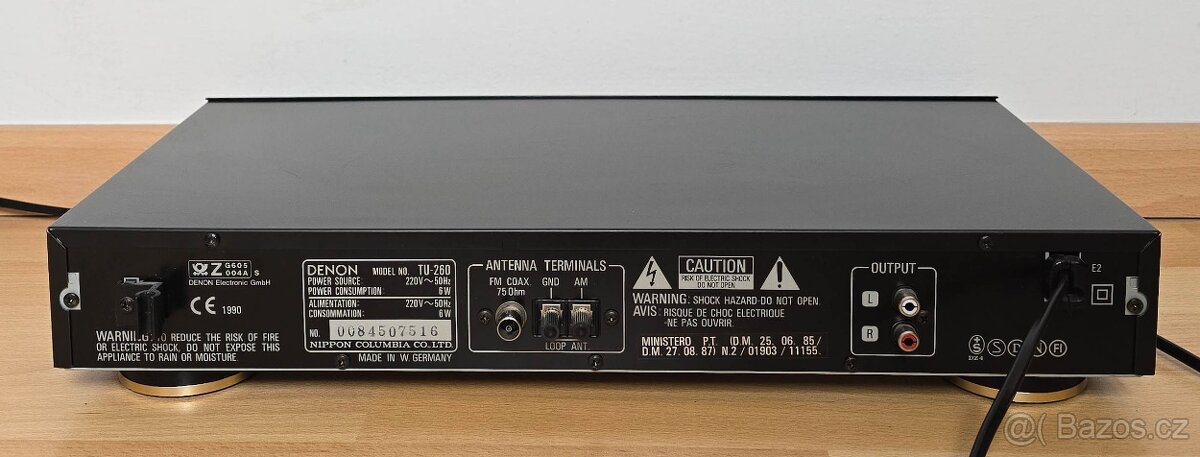 Z G605
004A S
DENON Electronic GmbH
CE 1990
WARNING: TO REDUCE THE RISK OF FIRE
OR ELECTRIC SHOCK, DO NOT EXPOSE THIS
APPLIANCE TO RAIN OR MOISTURE.
DENON MODEL NO. TU-260
POWER SOURCE: 220V~50Hz
POWER CONSUMPTION: 6W
ALIMENTATION: 220V~50Hz
CONSOMMATION: 6W
NO. 0084507516
NIPPON COLUMBIA CO. LTD.
MADE IN W. GERMANY
ANTENNA TERMINALS
FM COAX. GND AM
75 Ohm
LOOP ANT.
CAUTION
RISK OF ELECTRIC SHOCK
DO NOT OPEN
WARNING: SHOCK HAZARD-DO NOT OPEN.
AVIS: RISQUE DE CHOC ELECTRIQUE
-NE PAS OUVRIR.
MINISTERO P.T. (D.M. 25. 06. 85/
D.M. 27. 08. 87) N.2 / 01903 / 11155.
OUTPUT
L
R
E2
S D N FI
@( Bazos.cz